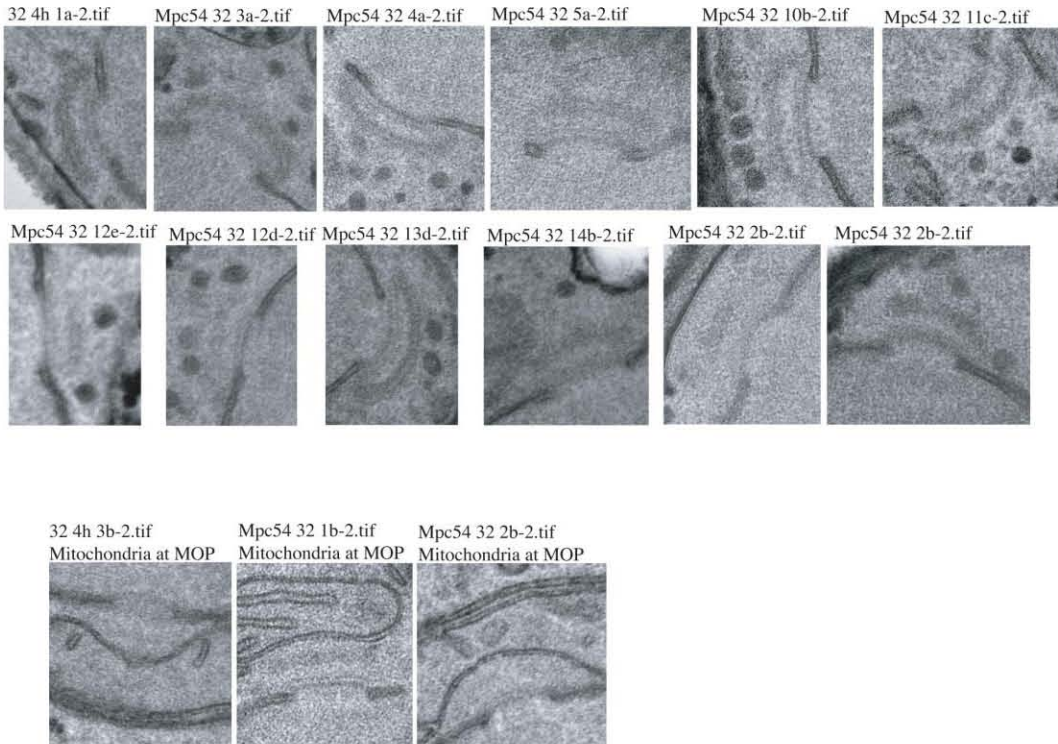 32 4h 1a-2.tif
Mpc54 32 3a-2.tif
Mpc54 32 4a-2.tif
Mpc54 32 5a-2.tif
Mpc54 32 10b-2.tif
Mpc54 32 11c-2.tif
Mpc54 32 12e-2.tif
Mpc54 32 12d-2.tif
Mpc54 32 13d-2.tif
Mpc54 32 14b-2.tif
Mpc54 32 2b-2.tif
Mpc54 32 2b-2.tif
32 4h 3b-2.tif
Mitochondria at MOP
Mpc54 32 1b-2.tif
Mitochondria at MOP
Mpc54 32 2b-2.tif
Mitochondria at MOP